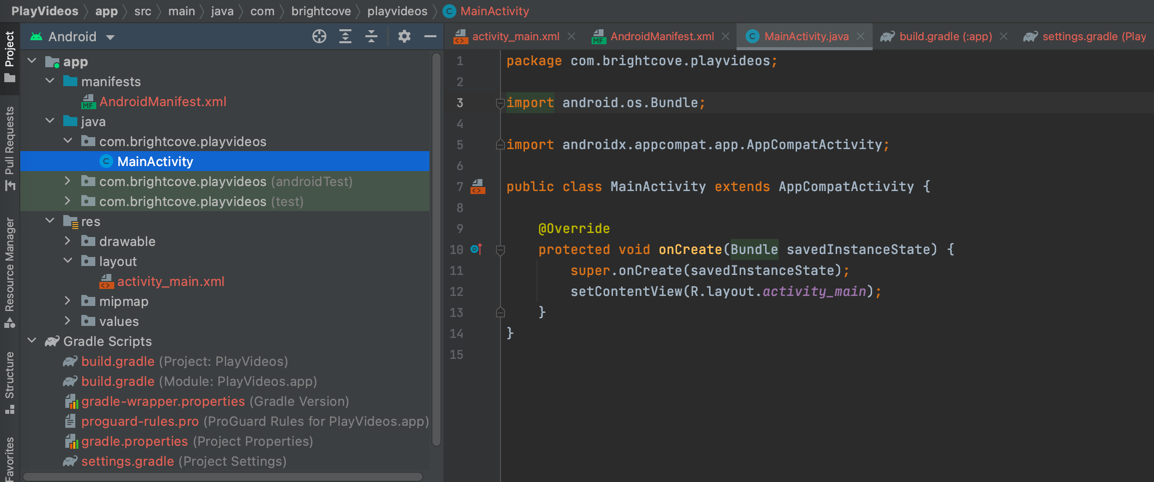 PlayVideos app src main java com brightcove playvideos MainActivity
Project
Pull Requests
Resource Manager
Structure
Favorites
Android
app
manifests
AndroidManifest.xml
java
com.brightcove.playvideos
MainActivity
com.brightcove.playvideos (androidTest)
com.brightcove.playvideos (test)
res
drawable
layout
activity_main.xml
mipmap
values
Gradle Scripts
build.gradle (Project: PlayVideos)
build.gradle (Module: PlayVideos.app)
gradle-wrapper.properties (Gradle Version)
proguard-rules.pro (ProGuard Rules for PlayVideos.app)
gradle.properties (Project Properties)
settings.gradle (Project Settings)
activity_main.xml AndroidManifest.xml MainActivity.java build.gradle (:app) settings.gradle (Play
1 package com.brightcove.playvideos;
2
3 import android.os.Bundle;
4
5 import androidx.appcompat.app.AppCompatActivity;
6
7 public class MainActivity extends AppCompatActivity {
8
9 @Override
10 protected void onCreate(Bundle savedInstanceState) {
11 super.onCreate(savedInstanceState);
12 setContentView(R.layout.activity_main);
13 }
14 }
15